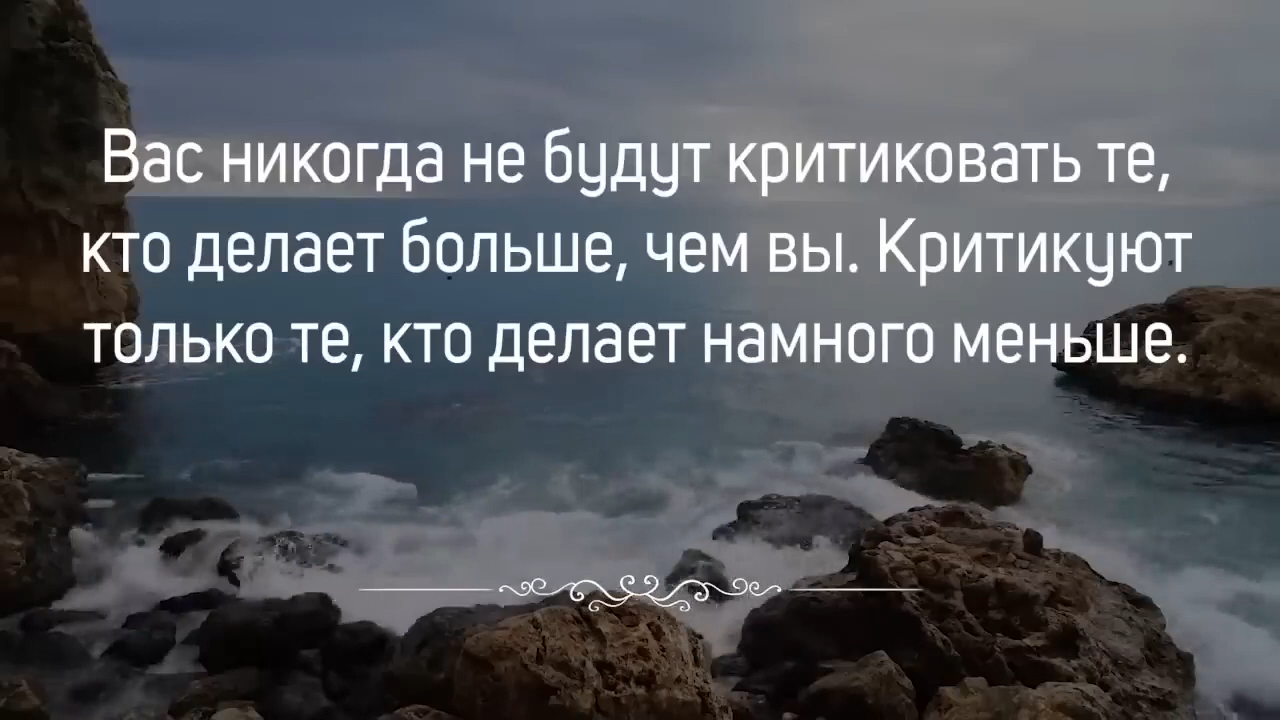 Вас никогда не будут критиковать те,
кто делает больше, чем вы. Критикуют
только те, кто делает намного меньше.